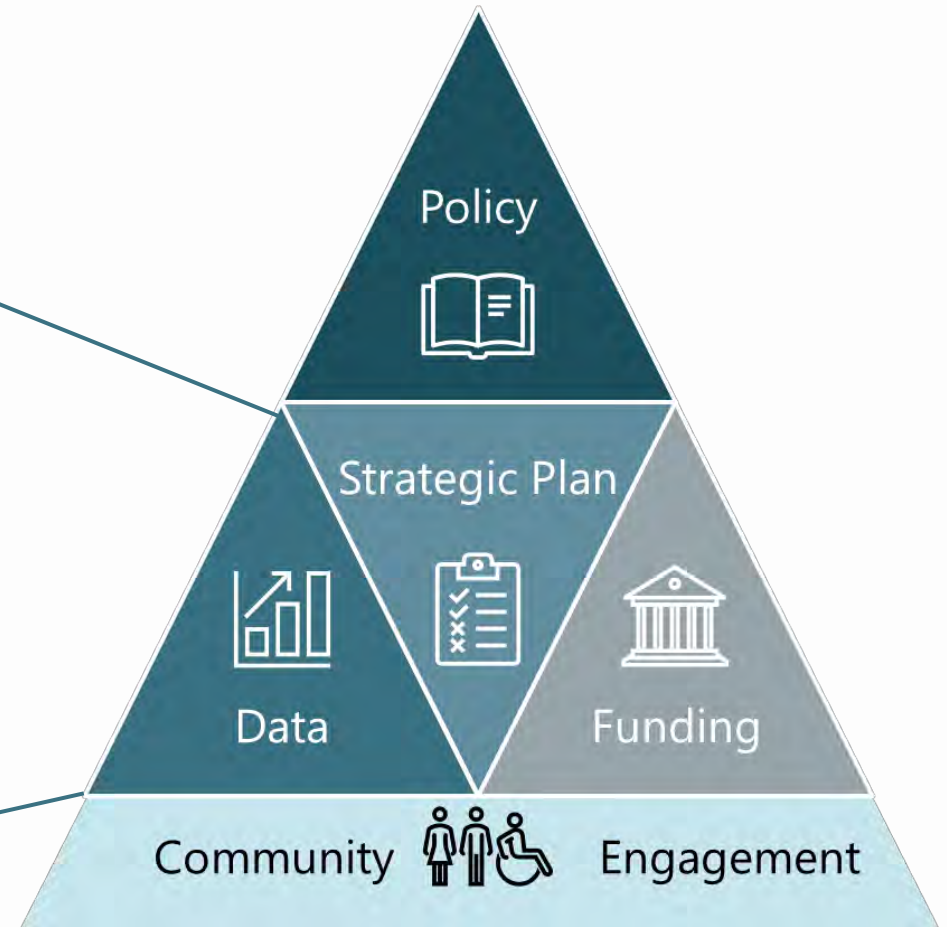 Policy
Strategic Plan
Data
Funding
Community Engagement